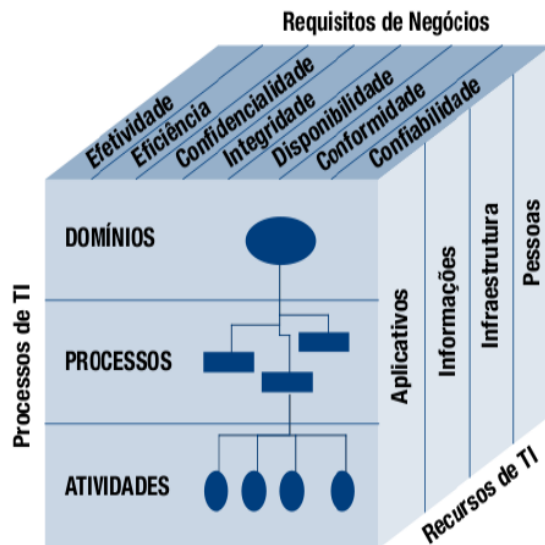 Requisitos de Negócios
Efetividade
Eficiência
Confidencialidade
Integridade
Disponibilidade
Conformidade
Confiabilidade
Processos de TI
DOMÍNIOS
PROCESSOS
ATIVIDADES
Aplicativos
Informações
Infraestrutura
Pessoas
Recursos de TI